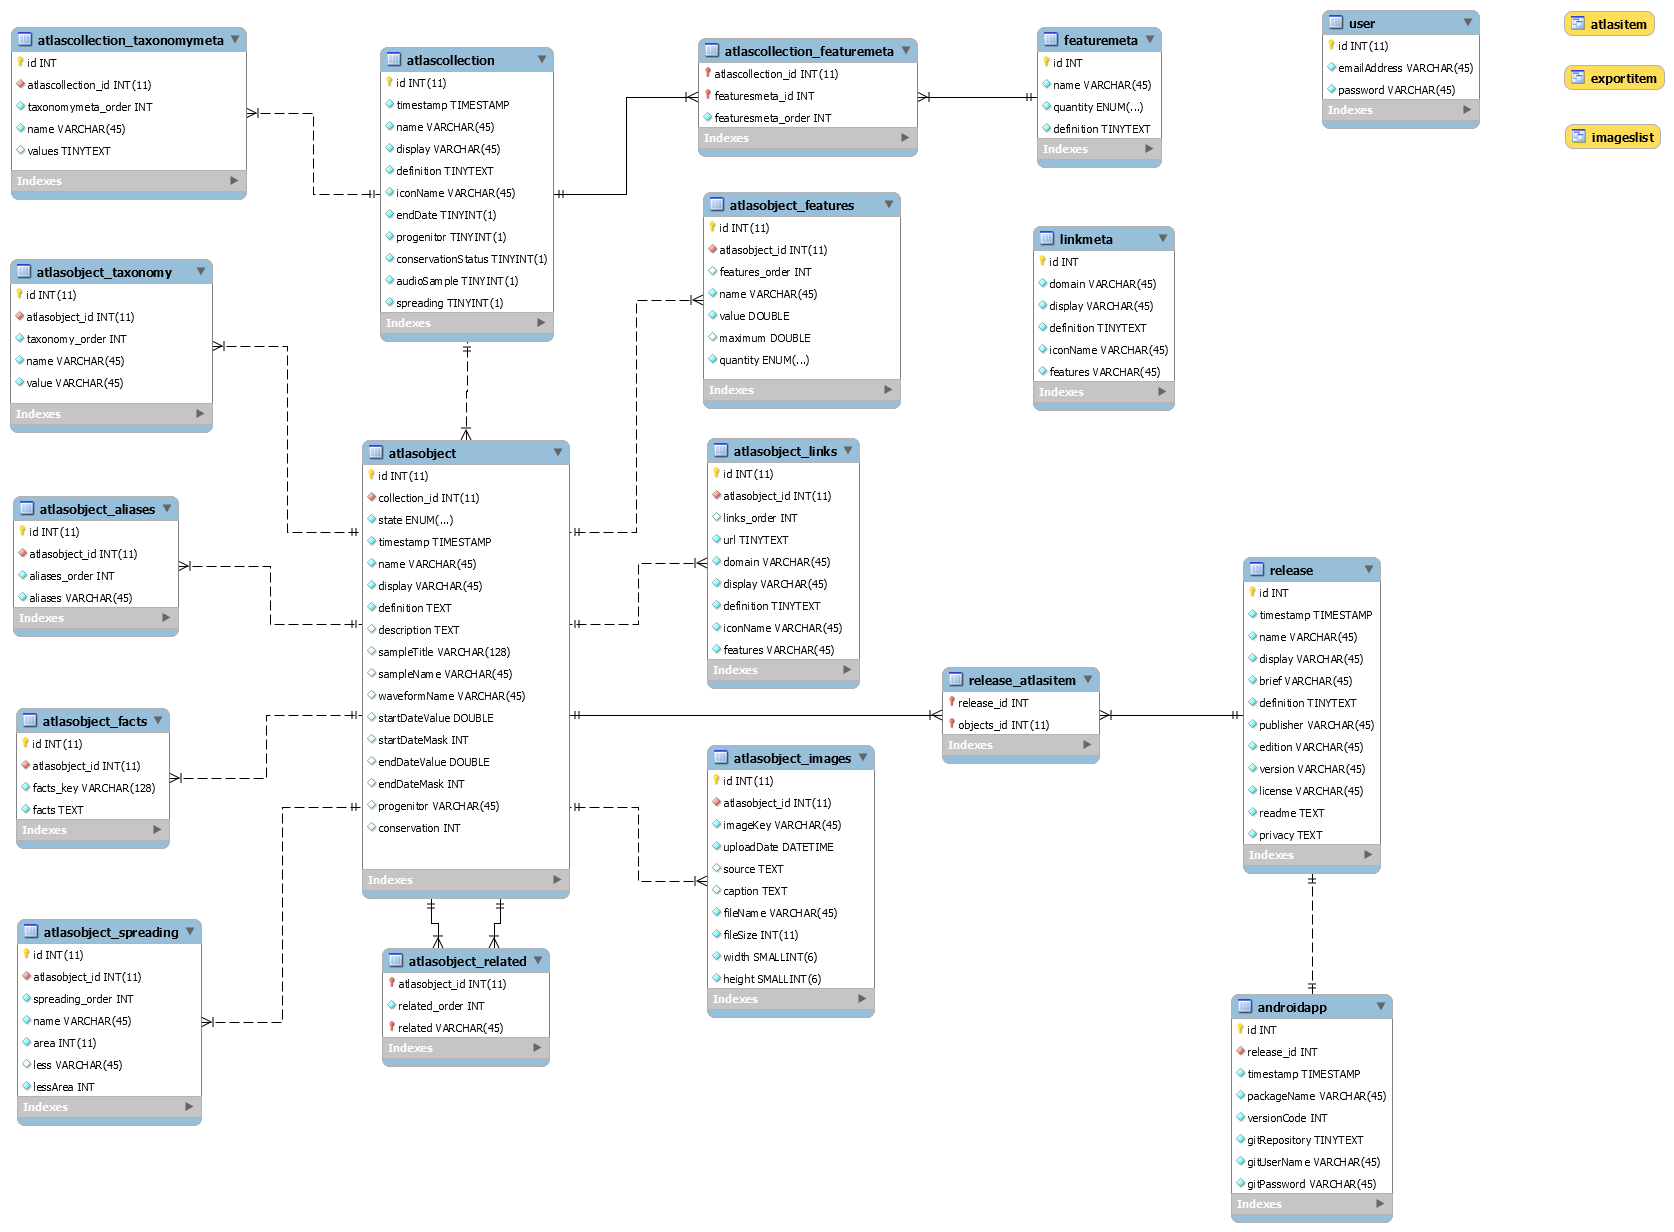 atlascollection_taxonomymeta
id INT
atlascollection_id INT(11)
taxonomymeta_order INT
name VARCHAR(45)
values TINYTEXT
Indexes
atlascollection
id INT(11)
timestamp TIMESTAMP
name VARCHAR(45)
display VARCHAR(45)
definition TINYTEXT
iconName VARCHAR(45)
endDate TINYINT(1)
progenitor TINYINT(1)
conservationStatus TINYINT(1)
audioSample TINYINT(1)
spreading TINYINT(1)
Indexes
atlascollection_featuremeta
atlascollection_id INT(11)
featuresmeta_id INT
featuresmeta_order INT
Indexes
featuremeta
id INT
name VARCHAR(45)
quantity ENUM(...)
definition TINYTEXT
Indexes
user
id INT(11)
emailAddress VARCHAR(45)
password VARCHAR(45)
Indexes
atlasitem
exportitem
imageslist
atlasobject_taxonomy
id INT(11)
atlasobject_id INT(11)
taxonomy_order INT
name VARCHAR(45)
value VARCHAR(45)
Indexes
atlasobject_features
id INT(11)
atlasobject_id INT(11)
features_order INT
name VARCHAR(45)
value DOUBLE
maximum DOUBLE
quantity ENUM(...)
Indexes
linkmeta
id INT
domain VARCHAR(45)
display VARCHAR(45)
definition TINYTEXT
iconName VARCHAR(45)
features VARCHAR(45)
Indexes
atlasobject_aliases
id INT(11)
atlasobject_id INT(11)
aliases_order INT
aliases VARCHAR(45)
Indexes
atlasobject
id INT(11)
collection_id INT(11)
state ENUM(...)
timestamp TIMESTAMP
name VARCHAR(45)
display VARCHAR(45)
definition TEXT
description TEXT
sampleTitle VARCHAR(128)
sampleName VARCHAR(45)
waveformName VARCHAR(45)
startDateValue DOUBLE
startDateMask INT
endDateValue DOUBLE
endDateMask INT
progenitor VARCHAR(45)
conservation INT
Indexes
atlasobject_links
id INT(11)
atlasobject_id INT(11)
links_order INT
url TINYTEXT
domain VARCHAR(45)
display VARCHAR(45)
definition TINYTEXT
iconName VARCHAR(45)
features VARCHAR(45)
Indexes
release_atlasitem
release_id INT
objects_id INT(11)
Indexes
release
id INT
timestamp TIMESTAMP
name VARCHAR(45)
display VARCHAR(45)
brief VARCHAR(45)
definition TINYTEXT
publisher VARCHAR(45)
edition VARCHAR(45)
version VARCHAR(45)
license VARCHAR(45)
readme TEXT
privacy TEXT
Indexes
atlasobject_facts
id INT(11)
atlasobject_id INT(11)
facts_key VARCHAR(128)
facts TEXT
Indexes
atlasobject_images
id INT(11)
atlasobject_id INT(11)
imageKey VARCHAR(45)
uploadDate DATETIME
source TEXT
caption TEXT
fileName VARCHAR(45)
fileSize INT(11)
width SMALLINT(6)
height SMALLINT(6)
Indexes
atlasobject_spreading
id INT(11)
atlasobject_id INT(11)
spreading_order INT
name VARCHAR(45)
area INT(11)
less VARCHAR(45)
lessArea INT
Indexes
atlasobject_related
atlasobject_id INT(11)
related_order INT
related VARCHAR(45)
Indexes
androidapp
id INT
release_id INT
timestamp TIMESTAMP
packageName VARCHAR(45)
versionCode INT
gitRepository TINYTEXT
gitUserName VARCHAR(45)
gitPassword VARCHAR(45)
Indexes